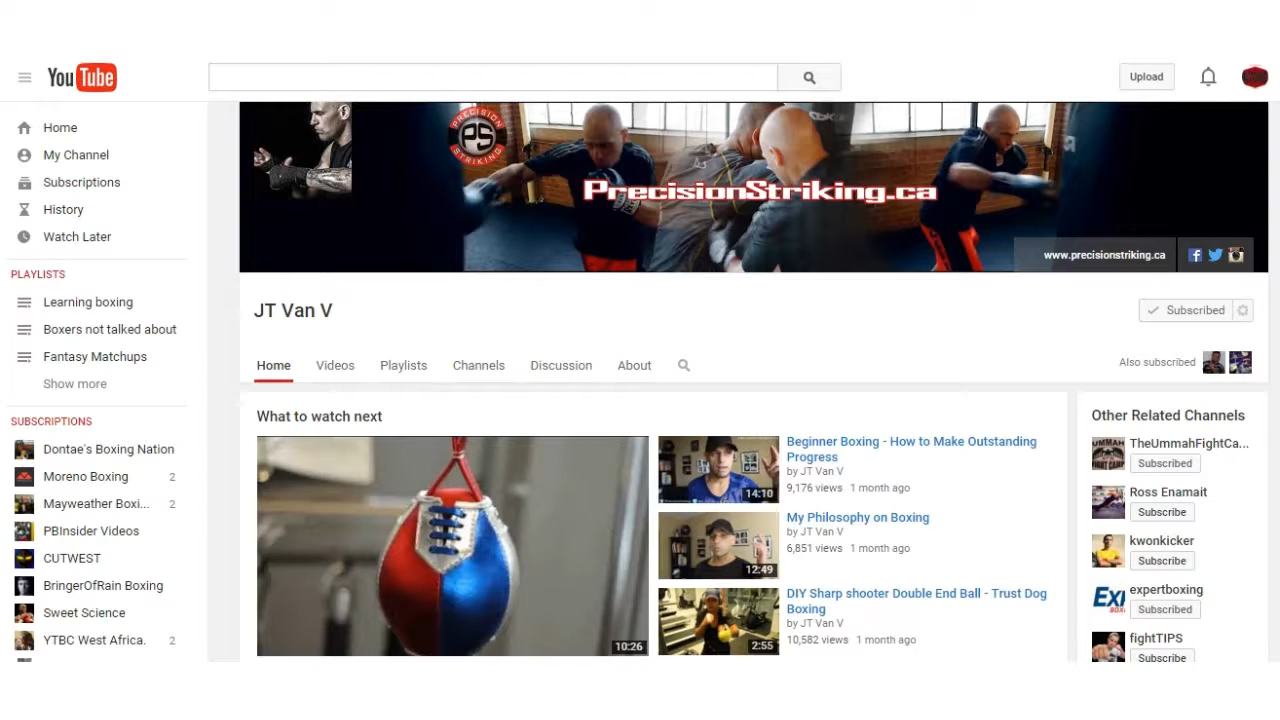 YouTube
Upload
Home
My Channel
Subscriptions
History
Watch Later
PLAYLISTS
Learning boxing
Boxers not talked about
Fantasy Matchups
Show more
SUBSCRIPTIONS
Dontae's Boxing Nation
Moreno Boxing 2
Mayweather Boxi... 2
PBInsider Videos
CUTWEST
BringerOfRain Boxing
Sweet Science
YTBC West Africa. 2
PRECISION
PS
STRIKING
PrecisionStriking.ca
www.precisionstriking.ca
JT Van V
Subscribed
Home Videos Playlists Channels Discussion About
Also subscribed
What to watch next
10:26
14:10
Beginner Boxing - How to Make Outstanding
Progress
by JT Van V
9,176 views 1 month ago
12:49
My Philosophy on Boxing
by JT Van V
6,851 views 1 month ago
2:55
DIY Sharp shooter Double End Ball - Trust Dog
Boxing
by JT Van V
10,582 views 1 month ago
Other Related Channels
UMMAH
FIGHT CAMP
TheUmmahFightCa...
Subscribed
Ross Enamait
Subscribe
kwonkicker
Subscribe
expertboxing
Subscribed
fightTIPS
Subscribe